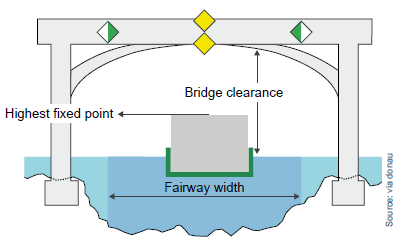 Bridge clearance
Highest fixed point
Fairway width
Source: via donau